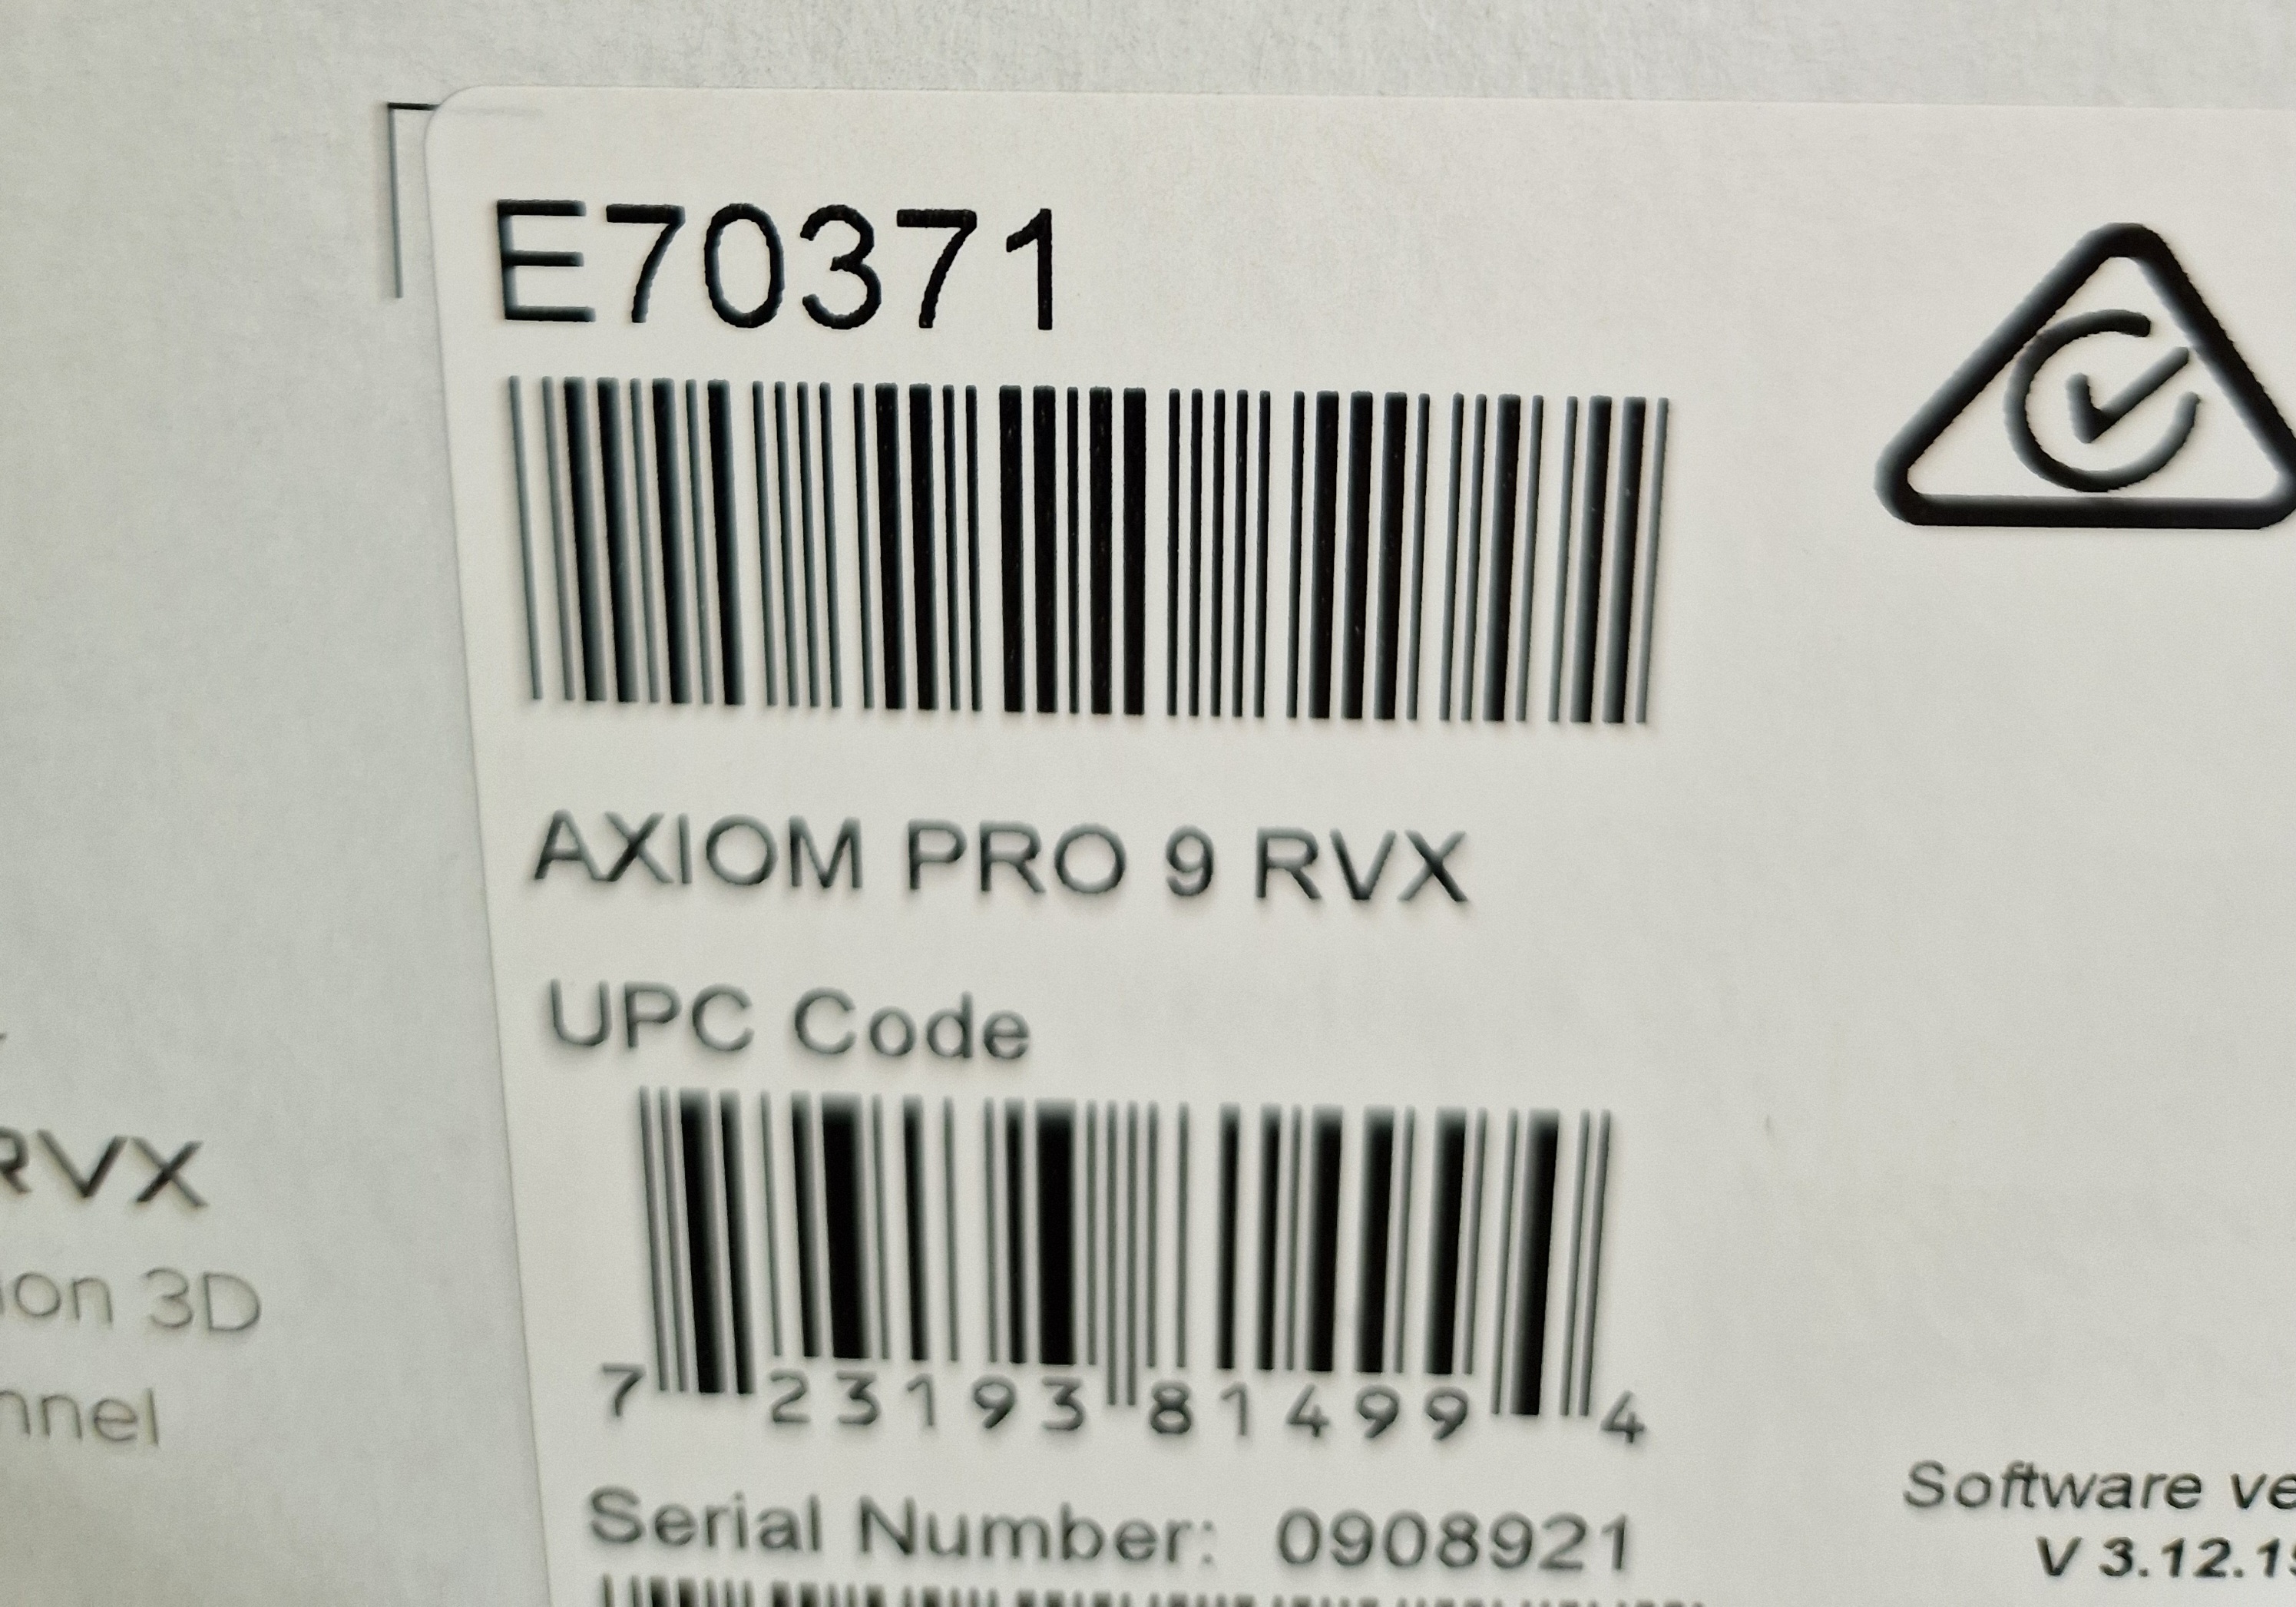 E70371
AXIOM PRO 9 RVX
UPC Code
7 23193 81499 4
Serial Number: 0908921
RVX
ion 3D
nnel
Software ve
V 3.12.1